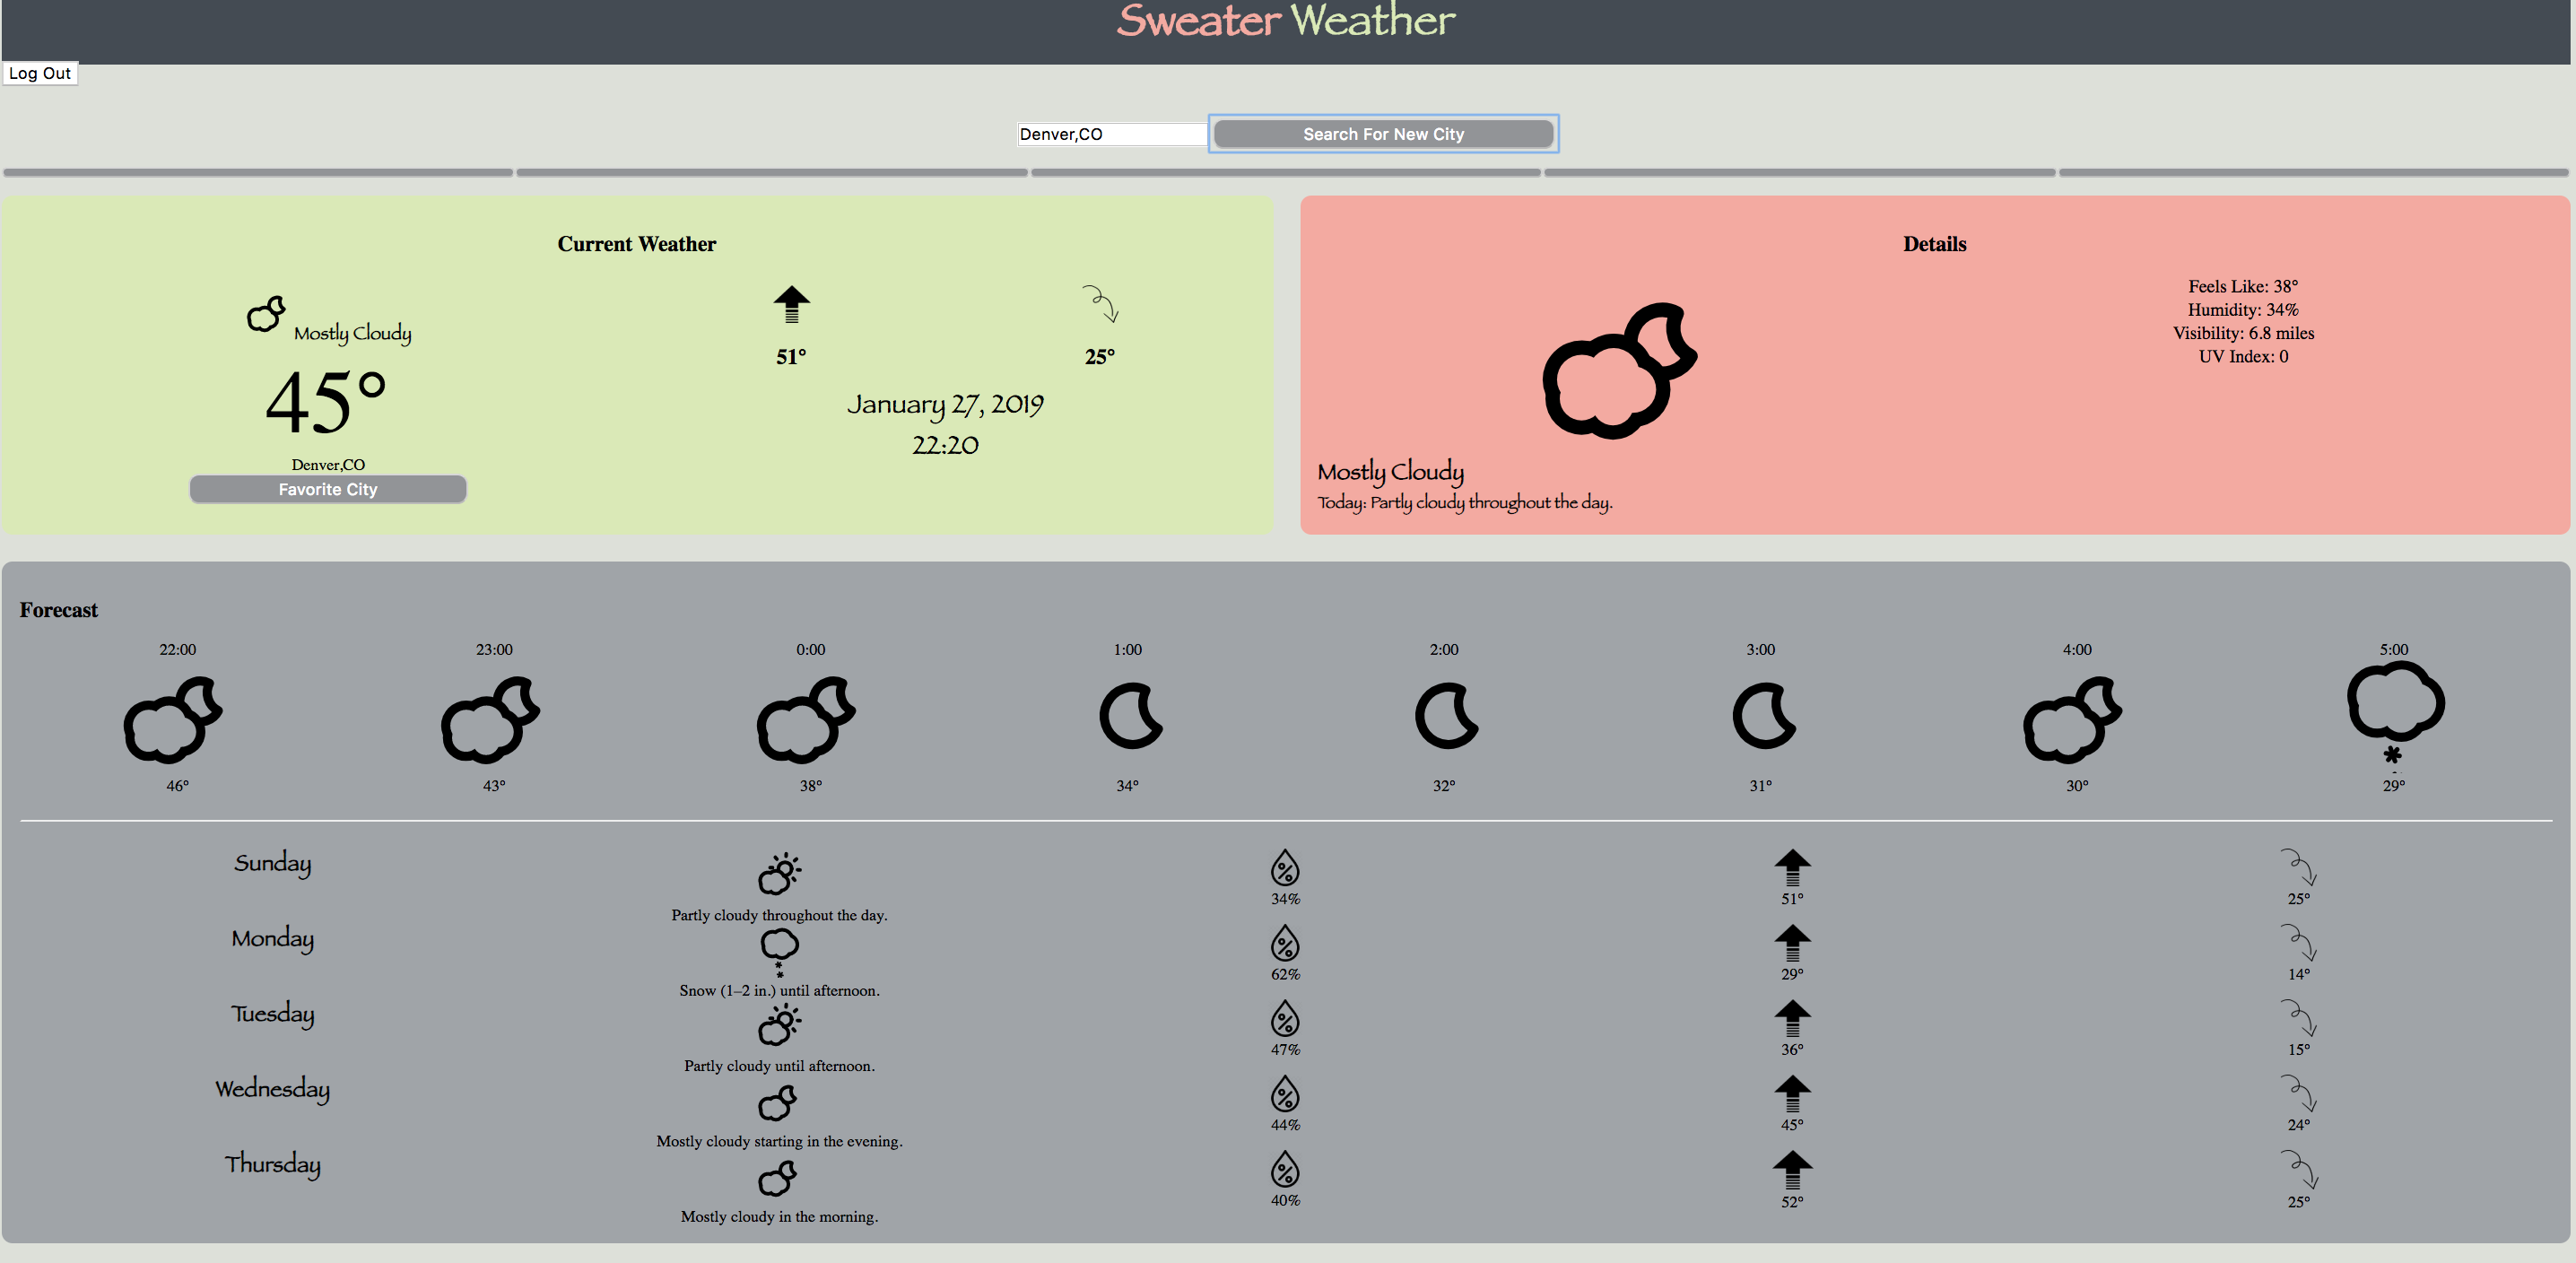 Sweater Weather
Log Out
Denver,CO Search For New City
Current Weather
Mostly Cloudy
45°
Denver,CO
Favorite City
51° 25°
January 27, 2019
22:20
Details
Feels Like: 38°
Humidity: 34%
Visibility: 6.8 miles
UV Index: 0
Mostly Cloudy
Today: Partly cloudy throughout the day.
Forecast
22:00 23:00 0:00 1:00 2:00 3:00 4:00 5:00
46° 43° 38° 34° 32° 31° 30° 29°
Sunday
Partly cloudy throughout the day.
34% 51° 25°
Monday
Snow (1–2 in.) until afternoon.
62% 29° 14°
Tuesday
Partly cloudy until afternoon.
47% 36° 15°
Wednesday
Mostly cloudy starting in the evening.
44% 45° 24°
Thursday
Mostly cloudy in the morning.
40% 52° 25°